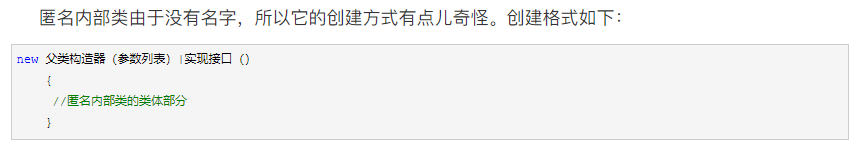 匿名内部类由于没有名字，所以它的创建方式有点儿奇怪。创建格式如下：
new 父类构造器（参数列表）|实现接口（）
{
//匿名内部类的类体部分
}